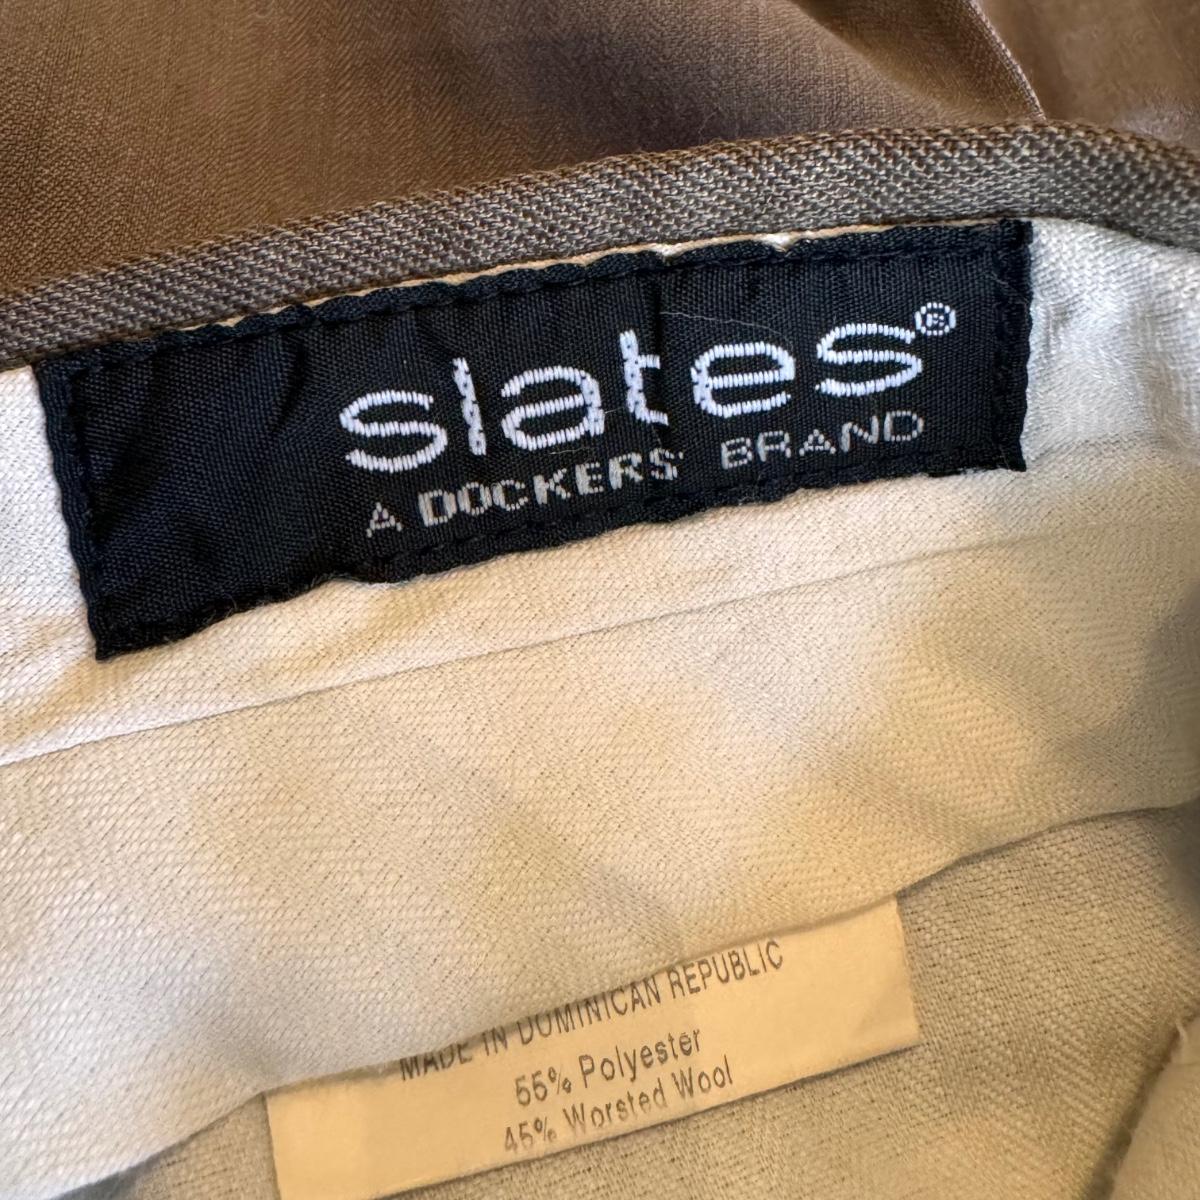 slates®
A DOCKERS® BRAND
MADE IN DOMINICAN REPUBLIC
55% Polyester
45% Worsted Wool